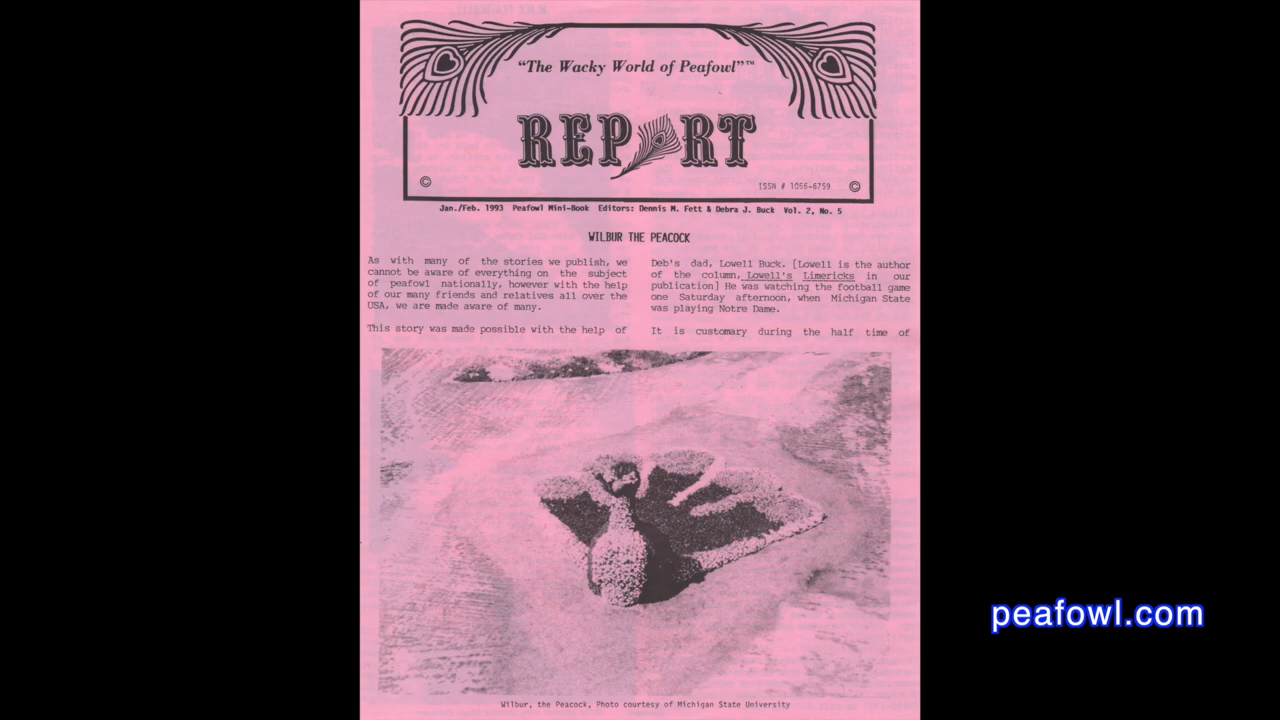 “The Wacky World of Peafowl”™
REPORT
© ISSN # 1056-6759 ©
Jan./Feb. 1993 Peafowl Mini-Book Editors: Dennis M. Fett & Debra J. Buck Vol. 2, No. 5
WILBUR THE PEACOCK
As with many of the stories we publish, we
cannot be aware of everything on the subject
of peafowl nationally, however with the help
of our many friends and relatives all over the
USA, we are made aware of many.
This story was made possible with the help of
Deb's dad, Lowell Buck. [Lowell is the author
of the column, Lowell's Limericks in our
publication] He was watching the football game
one Saturday afternoon, when Michigan State
was playing Notre Dame.
It is customary during the half time of
Wilbur, the Peacock, Photo courtesy of Michigan State University
peafowl.com